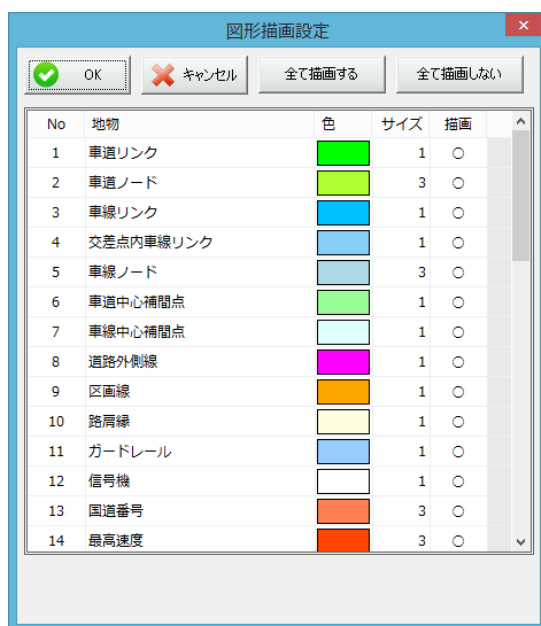 図形描画設定
OK キャンセル 全て描画する 全て描画しない
No 地物 色 サイズ 描画
1 車道リンク 1 ○
2 車道ノード 3 ○
3 車線リンク 1 ○
4 交差点内車線リンク 1 ○
5 車線ノード 3 ○
6 車道中心補間点 1 ○
7 車線中心補間点 1 ○
8 道路外側線 1 ○
9 区画線 1 ○
10 路肩縁 1 ○
11 ガードレール 1 ○
12 信号機 1 ○
13 国道番号 3 ○
14 最高速度 3 ○